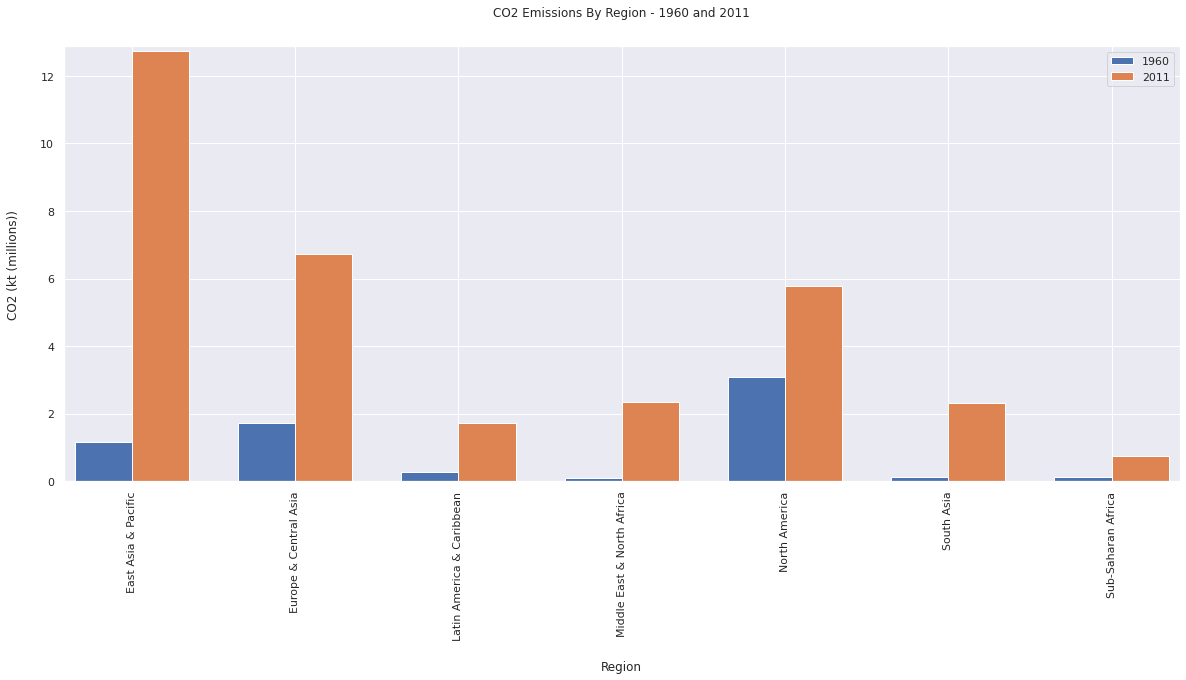 CO2 Emissions By Region - 1960 and 2011
1960
2011
CO2 (kt (millions))
12
10
8
6
4
2
0
East Asia & Pacific
Europe & Central Asia
Latin America & Caribbean
Middle East & North Africa
North America
South Asia
Sub-Saharan Africa
Region